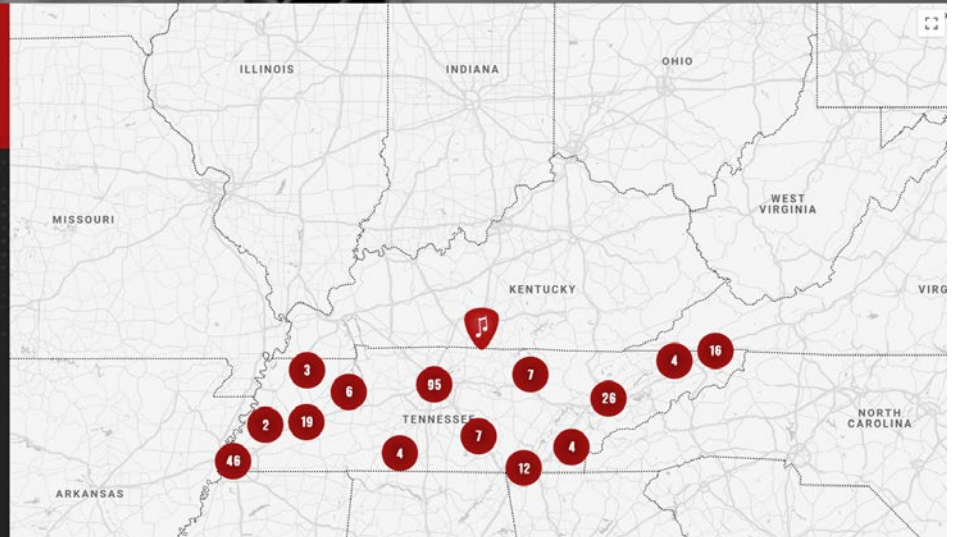 OHIO
ILLINOIS
INDIANA
WEST
VIRGINIA
MISSOURI
KENTUCKY
VIRG
16
4
3
7
95
6
26
NORTH
CAROLINA
TENNESSEE
19
2
7
4
4
46
12
ARKANSAS